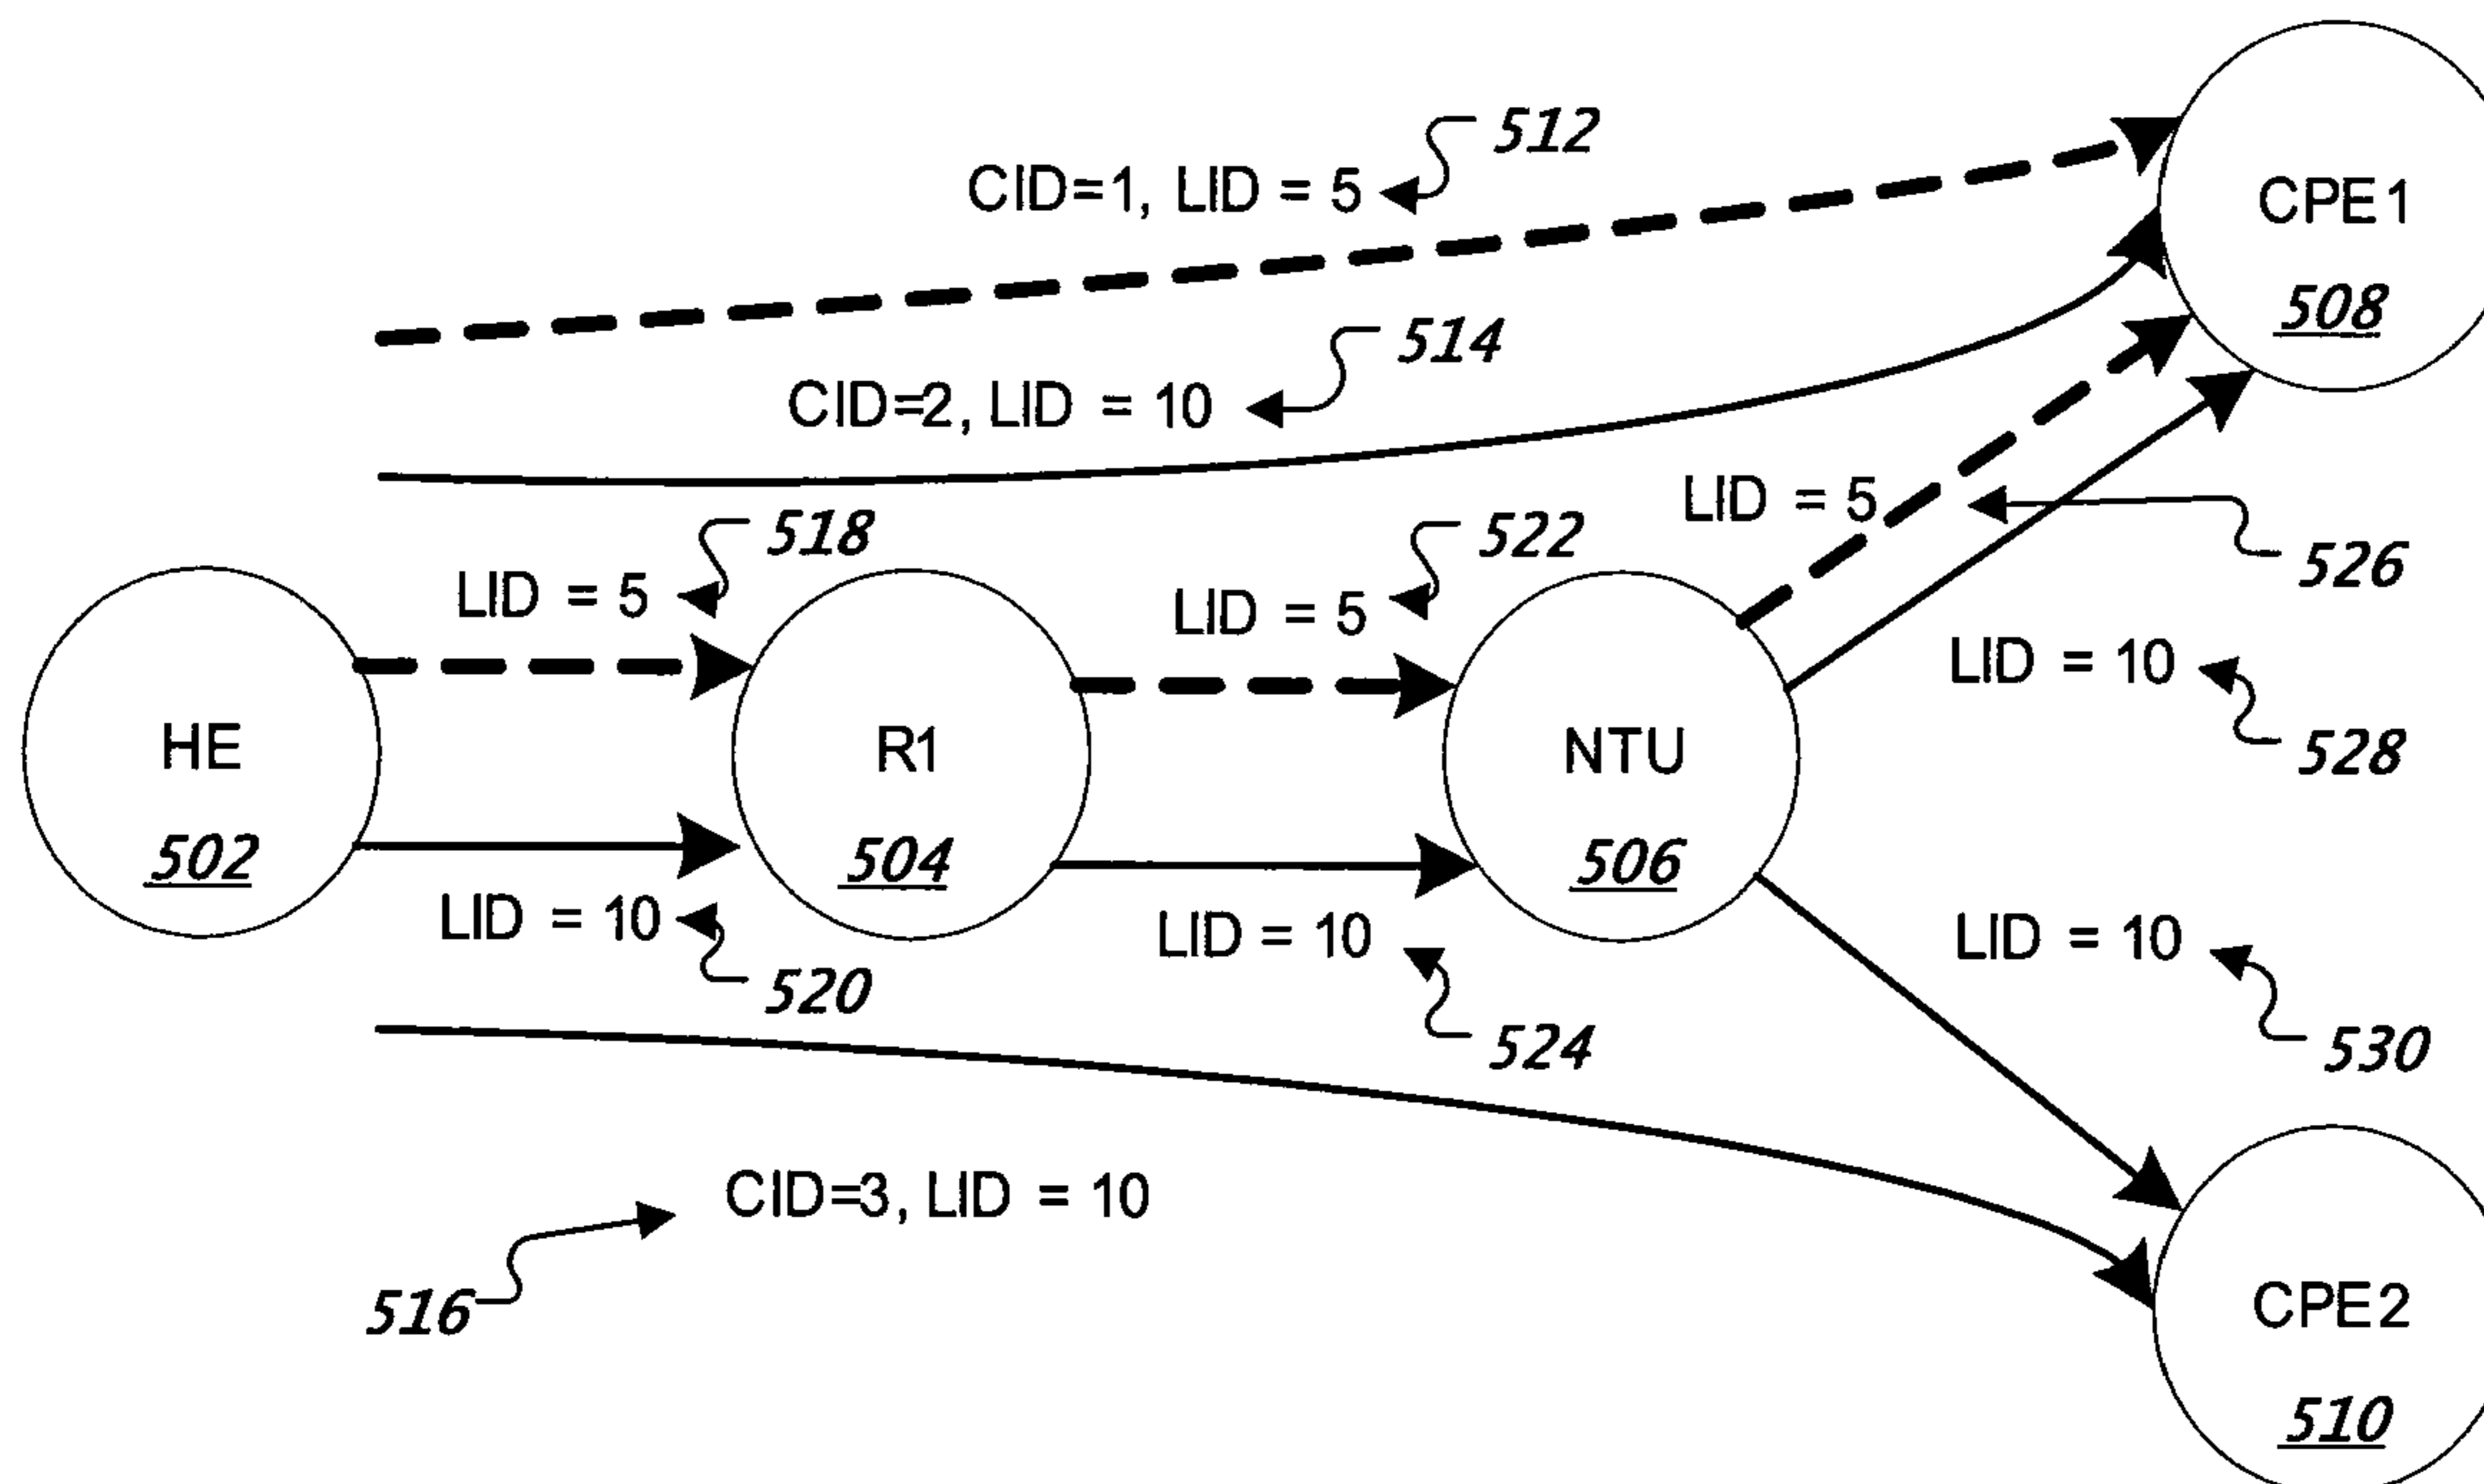 512
CID=1, LID = 5
CPE1
508
514
CID=2, LID = 10
LID = 5
526
518
522
LID = 5
LID = 5
LID = 10
528
HE
502
R1
504
NTU
506
LID = 10
520
LID = 10
524
LID = 10
530
CID=3, LID = 10
516
CPE2
510